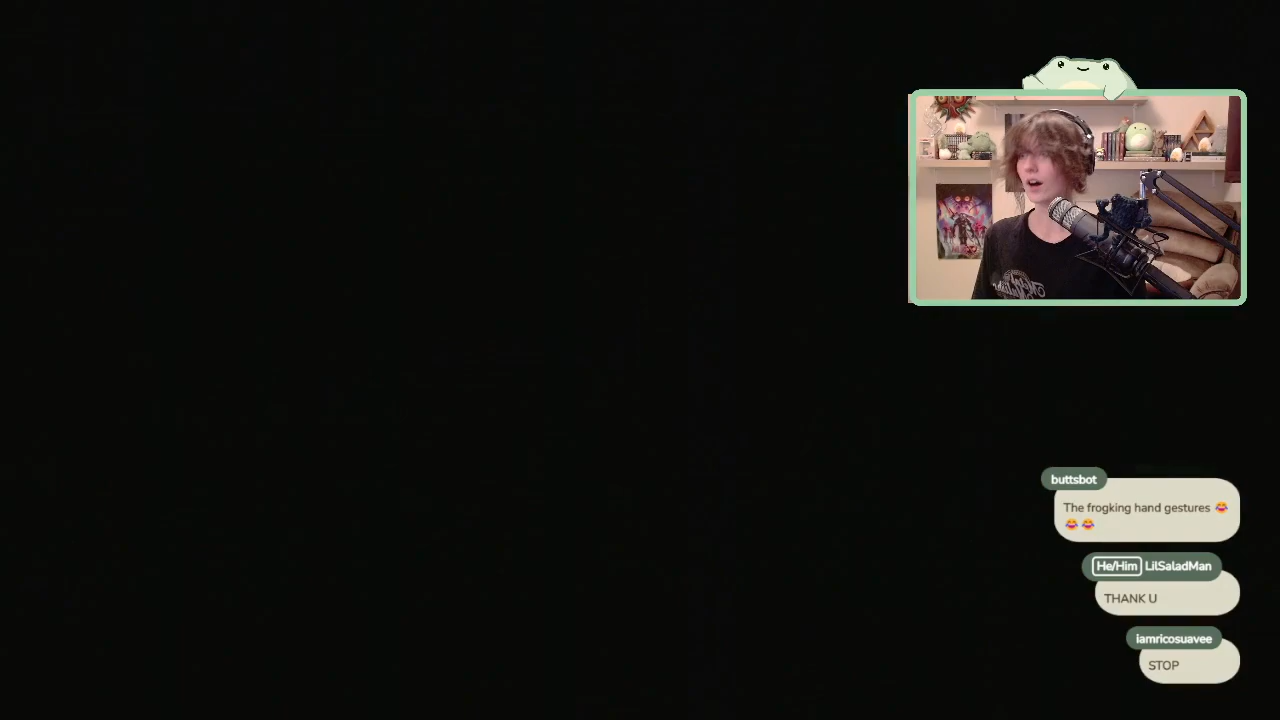 buttsbot
The frogking hand gestures 😂
😂 😂
He/Him LilSaladMan
THANK U
iamricosuavee
STOP